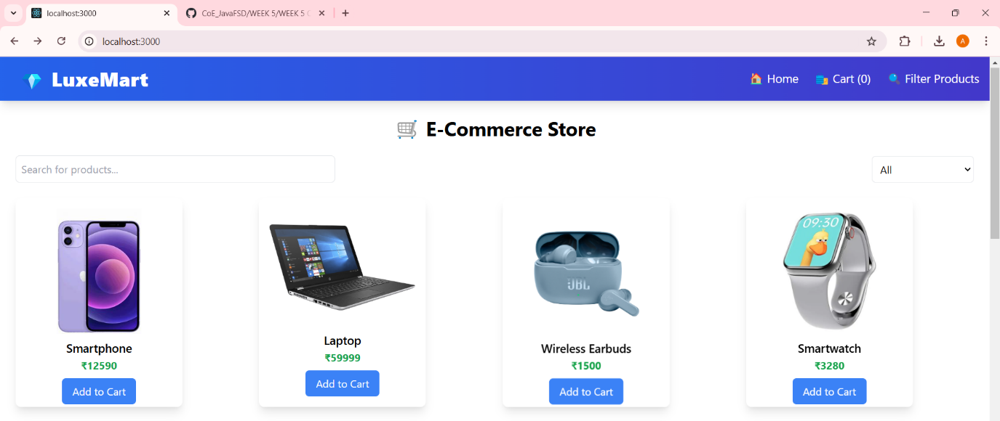 localhost:3000
CoE_JavaFSD/WEEK 5/WEEK 5
localhost:3000
A
LuxeMart
Home
Cart (0)
Filter Products
E-Commerce Store
Search for products...
All
09:30
JBL
Smartphone
₹12590
Add to Cart
Laptop
₹59999
Add to Cart
Wireless Earbuds
₹1500
Add to Cart
Smartwatch
₹3280
Add to Cart